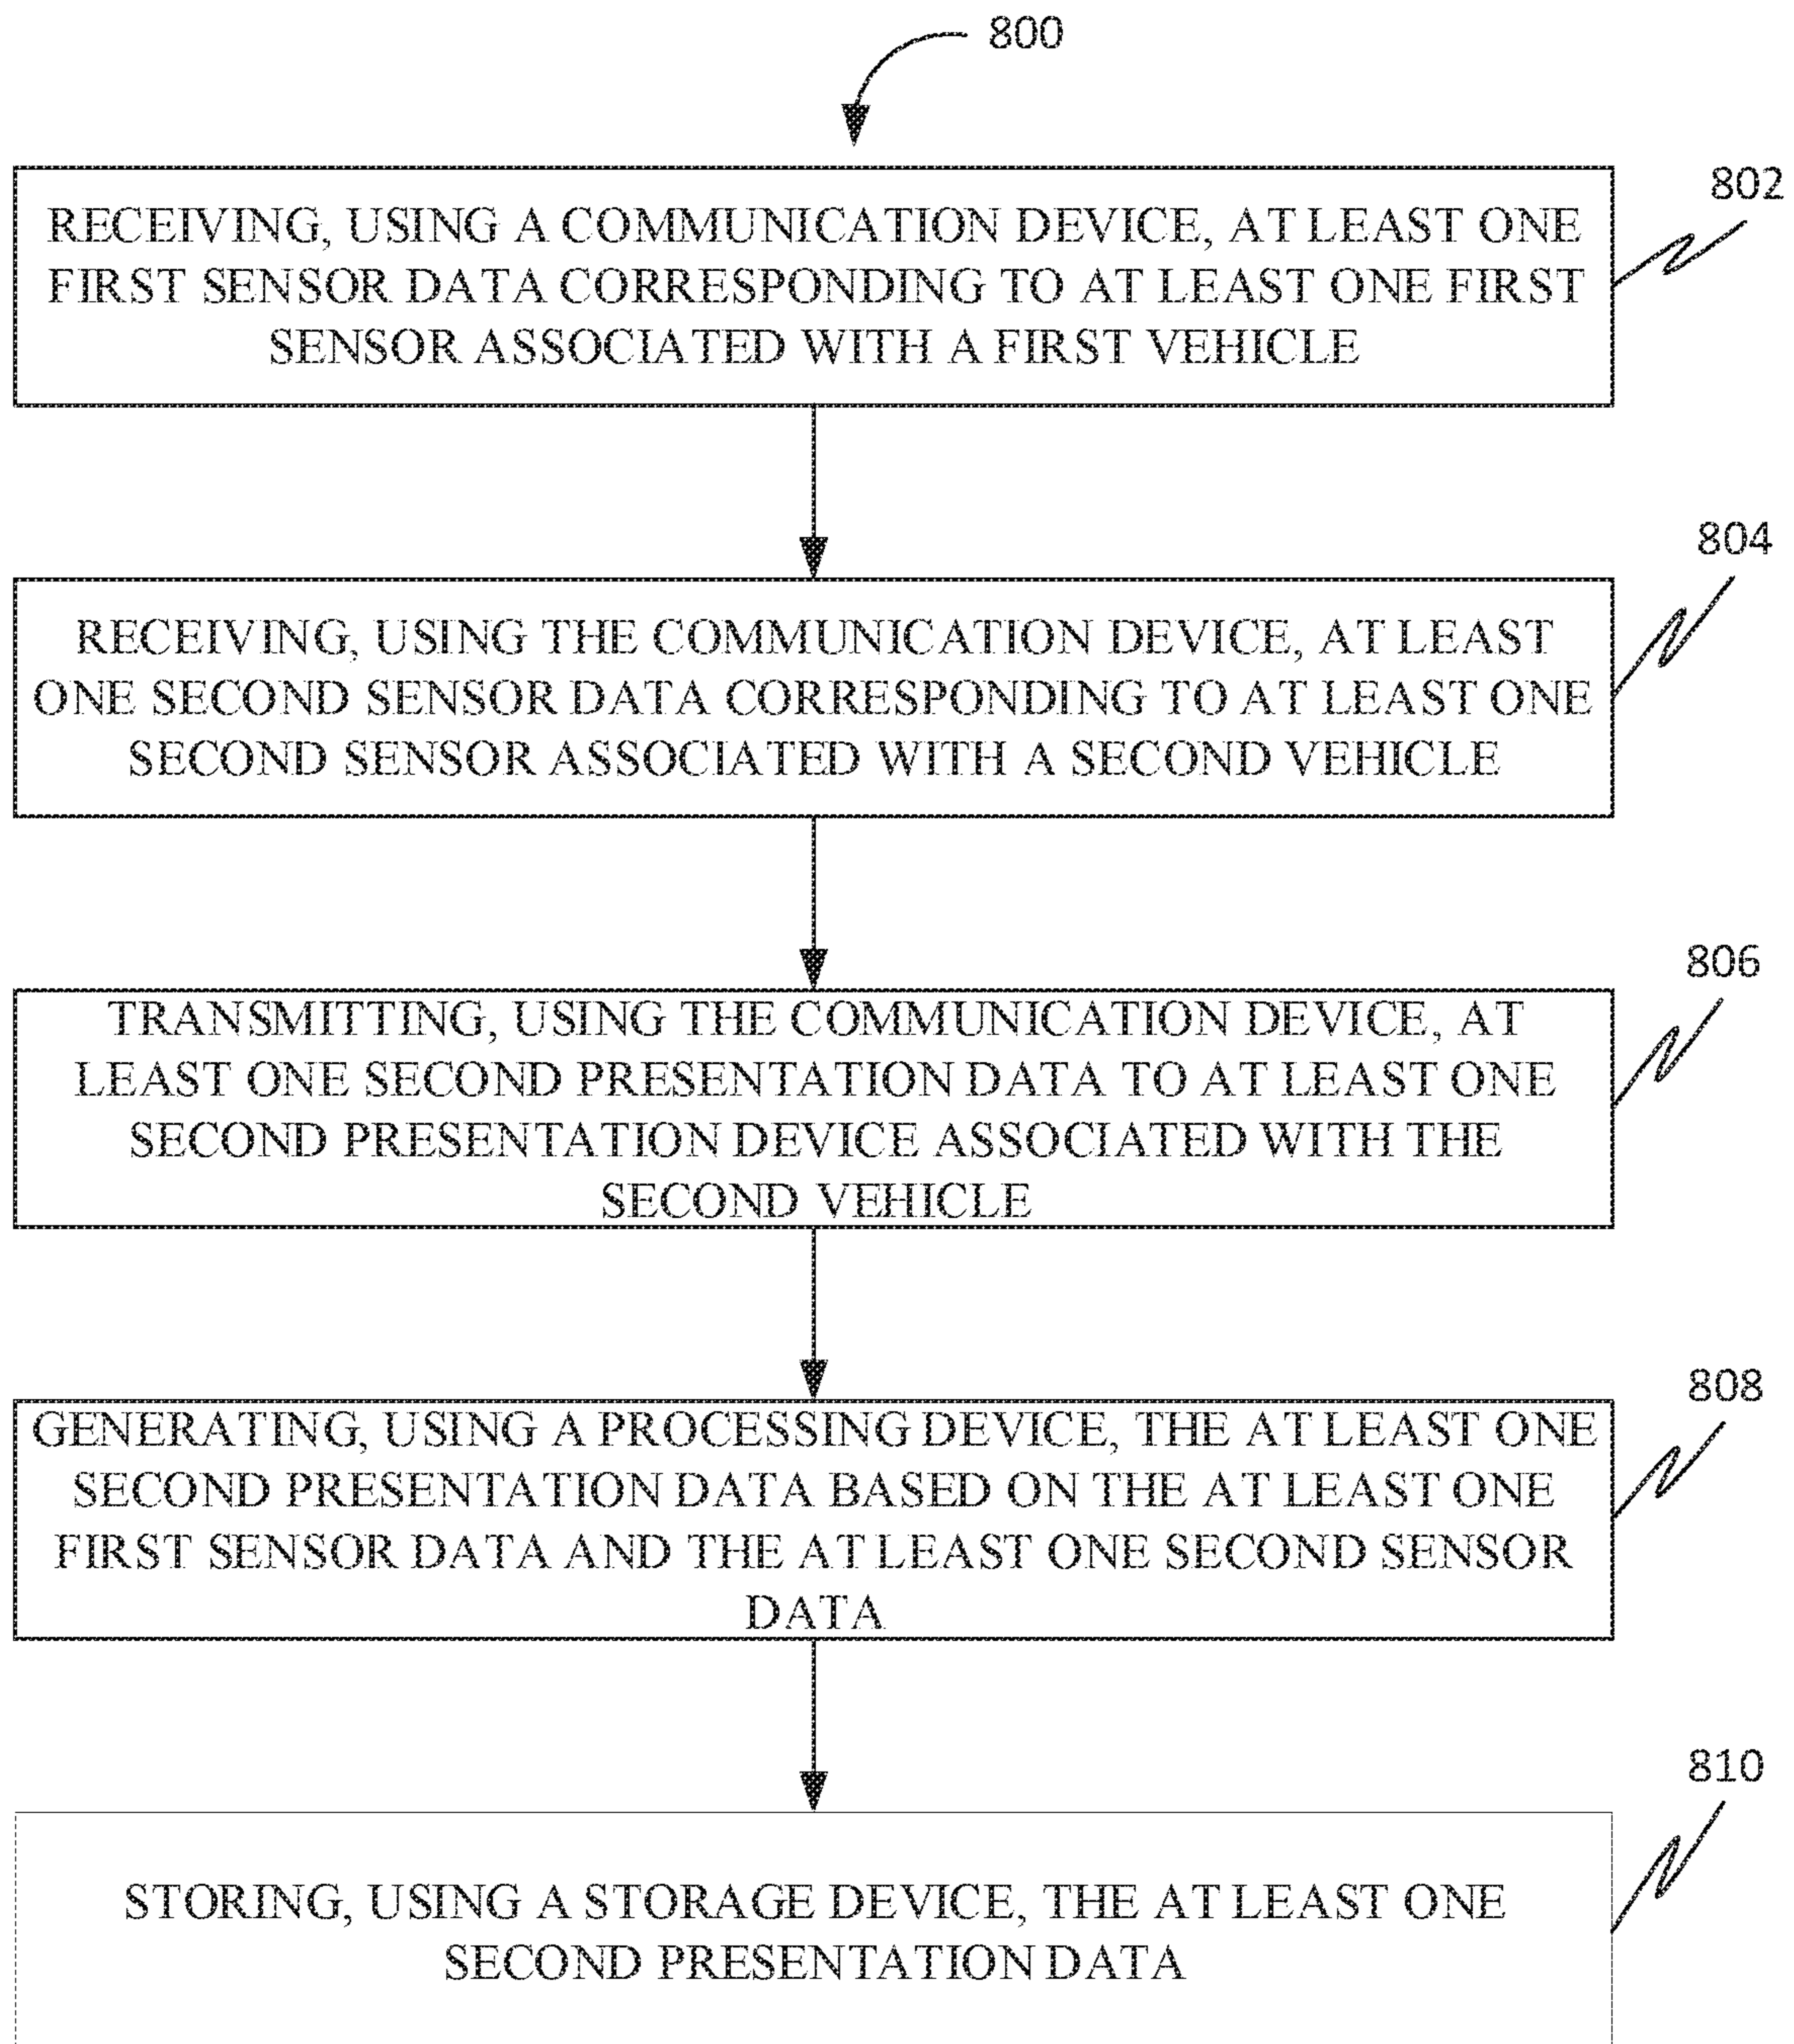 800
802
RECEIVING, USING A COMMUNICATION DEVICE, AT LEAST ONE
FIRST SENSOR DATA CORRESPONDING TO AT LEAST ONE FIRST
SENSOR ASSOCIATED WITH A FIRST VEHICLE
804
RECEIVING, USING THE COMMUNICATION DEVICE, AT LEAST
ONE SECOND SENSOR DATA CORRESPONDING TO AT LEAST ONE
SECOND SENSOR ASSOCIATED WITH A SECOND VEHICLE
806
TRANSMITTING, USING THE COMMUNICATION DEVICE, AT
LEAST ONE SECOND PRESENTATION DATA TO AT LEAST ONE
SECOND PRESENTATION DEVICE ASSOCIATED WITH THE
SECOND VEHICLE
808
GENERATING, USING A PROCESSING DEVICE, THE AT LEAST ONE
SECOND PRESENTATION DATA BASED ON THE AT LEAST ONE
FIRST SENSOR DATA AND THE AT LEAST ONE SECOND SENSOR
DATA
810
STORING, USING A STORAGE DEVICE, THE AT LEAST ONE
SECOND PRESENTATION DATA